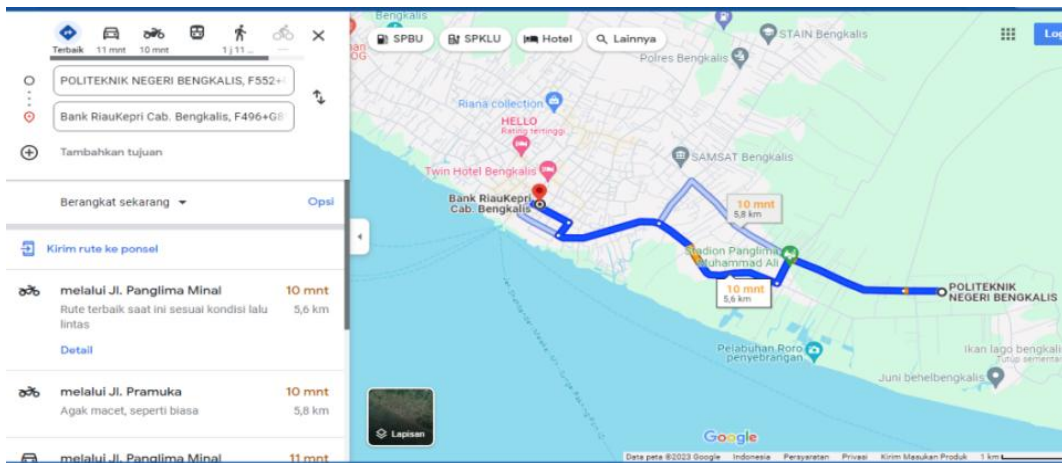 Terbaik
11 mnt
10 mnt
1 j 11 ...
POLITEKNIK NEGERI BENGKALIS, F552+
Bank RiauKepri Cab. Bengkalis, F496+G8
Tambahkan tujuan
Berangkat sekarang
Opsi
Kirim rute ke ponsel
melalui Jl. Panglima Minal
10 mnt
Rute terbaik saat ini sesuai kondisi lalu
5,6 km
lintas
Detail
melalui Jl. Pramuka
10 mnt
Agak macet, seperti biasa
5,8 km
melalui Jl. Panglima Minal
11 mnt
Bengkalis
SPBU
SPKLU
Hotel
Lainnya
STAIN Bengkalis
Log
Polres Bengkalis
Riana collection
HELLO
Rating tertinggi
SAMSAT Bengkalis
Twin Hotel Bengkalis
Bank RiauKepri
Cab. Bengkalis
10 mnt
5,8 km
Stadion Panglima
Muhammad Ali
10 mnt
5,6 km
POLITEKNIK
NEGERI BENGKALIS
Pelabuhan Roro
penyebrangan
Ikan lago bengkali
Tutup sementar
Juni behelbengkalis
Lapisan
Google
Data peta ©2023 Google
Indonesia
Persyaratan
Privasi
Kirim Masukan Produk
1 km